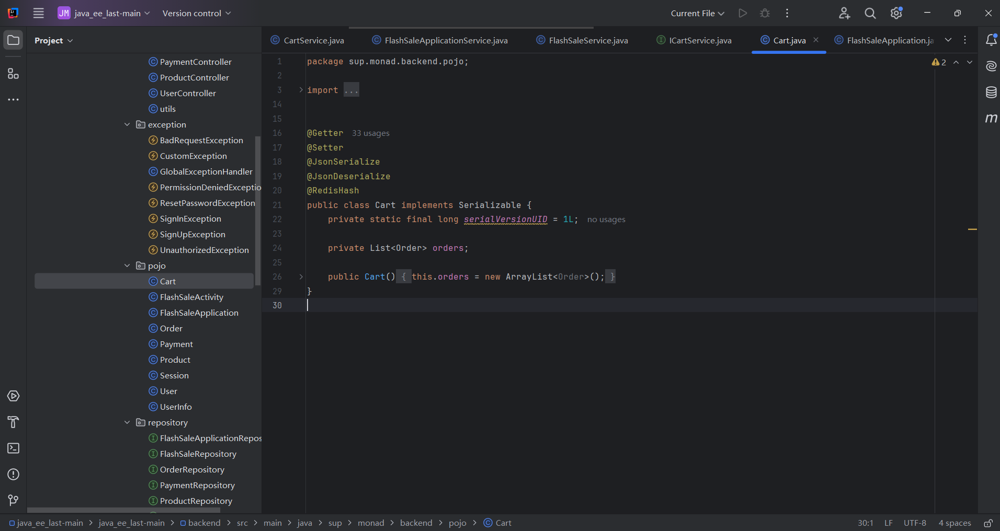 JM java_ee_last-main Version control Current File
Project
CartService.java FlashSaleApplicationService.java FlashSaleService.java ICartService.java Cart.java FlashSaleApplication.ja
PaymentController
ProductController
UserController
utils
exception
BadRequestException
CustomException
GlobalExceptionHandler
PermissionDeniedExceptio
ResetPasswordException
SignInException
SignUpException
UnauthorizedException
pojo
Cart
FlashSaleActivity
FlashSaleApplication
Order
Payment
Product
Session
User
UserInfo
repository
FlashSaleApplicationRepos
FlashSaleRepository
OrderRepository
PaymentRepository
ProductRepository
1 package sup.monad.backend.pojo;
2
3 import ...
14
15
16 @Getter 33 usages
17 @Setter
18 @JsonSerialize
19 @JsonDeserialize
20 @RedisHash
21 public class Cart implements Serializable {
22 private static final long serialVersionUID = 1L; no usages
23
24 private List<Order> orders;
25
26 public Cart() { this.orders = new ArrayList<Order>(); }
29 }
30
2
m
java_ee_last-main > java_ee_last-main > backend > src > main > java > sup > monad > backend > pojo > Cart 30:1 LF UTF-8 4 spaces